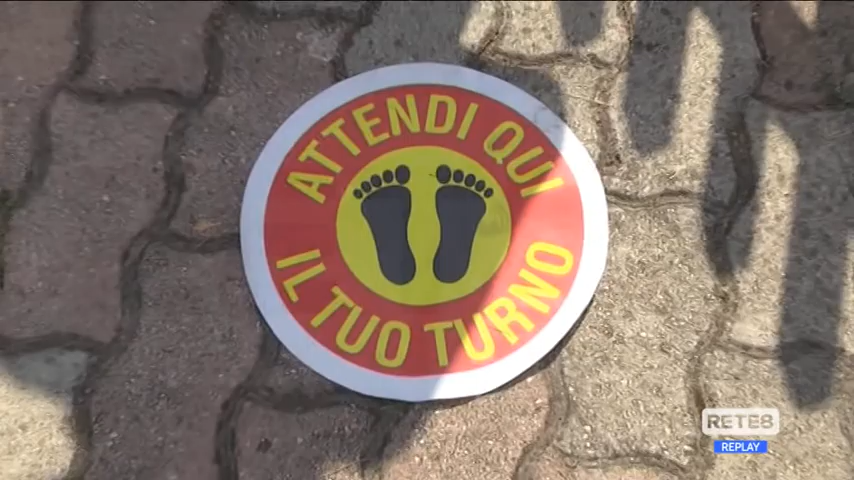 ATTENDI QUI
IL TUO TURNO
RETE8
REPLAY